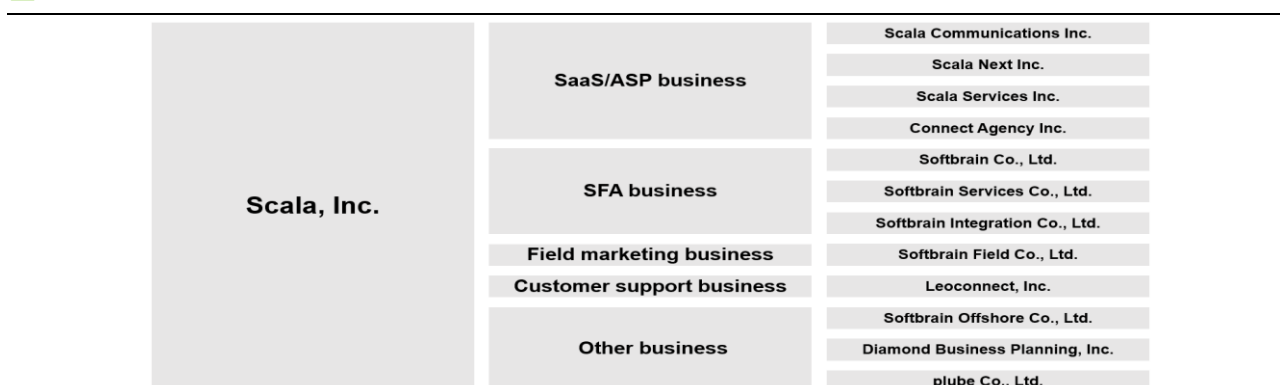 Scala, Inc.
SaaS/ASP business
Scala Communications Inc.
Scala Next Inc.
Scala Services Inc.
Connect Agency Inc.
SFA business
Softbrain Co., Ltd.
Softbrain Services Co., Ltd.
Softbrain Integration Co., Ltd.
Field marketing business
Softbrain Field Co., Ltd.
Customer support business
Leoconnect, Inc.
Other business
Softbrain Offshore Co., Ltd.
Diamond Business Planning, Inc.
plube Co., Ltd.